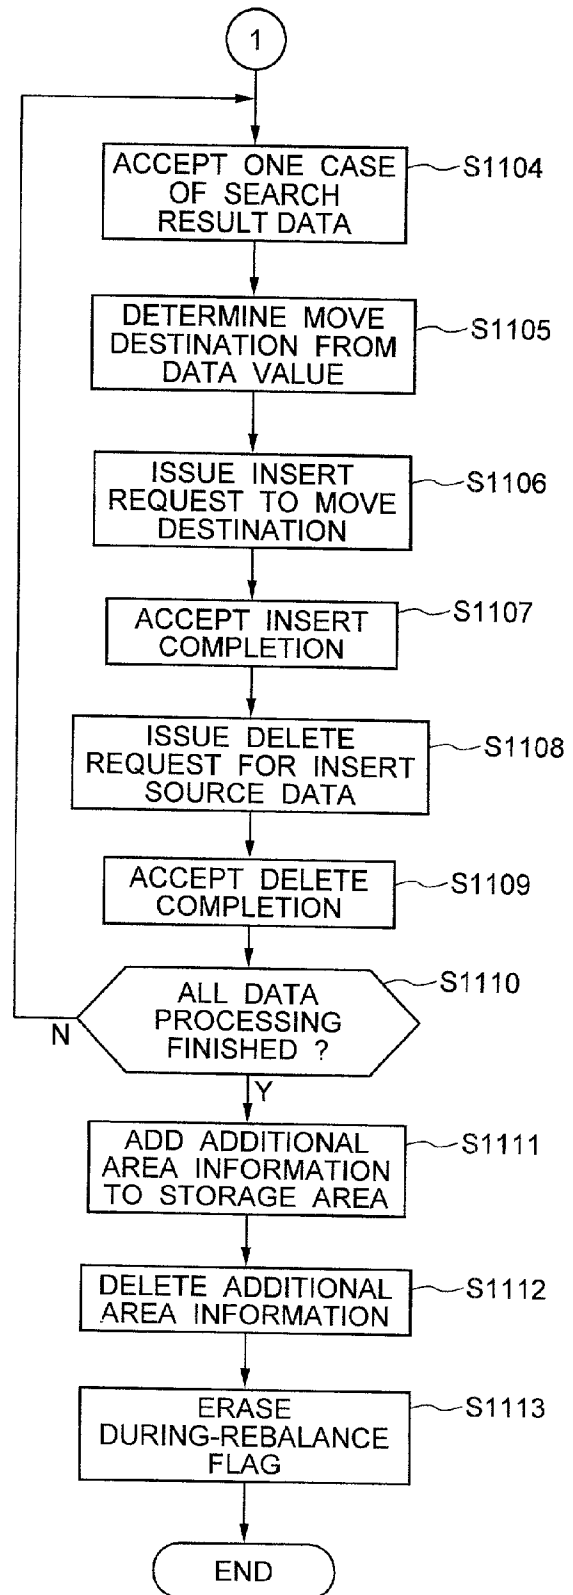 1
ACCEPT ONE CASE
OF SEARCH
RESULT DATA
S1104
DETERMINE MOVE
DESTINATION FROM
DATA VALUE
S1105
ISSUE INSERT
REQUEST TO MOVE
DESTINATION
S1106
ACCEPT INSERT
COMPLETION
S1107
ISSUE DELETE
REQUEST FOR INSERT
SOURCE DATA
S1108
ACCEPT DELETE
COMPLETION
S1109
ALL DATA
PROCESSING
FINISHED ?
S1110
N
Y
ADD ADDITIONAL
AREA INFORMATION
TO STORAGE AREA
S1111
DELETE ADDITIONAL
AREA INFORMATION
S1112
ERASE
DURING-REBALANCE
FLAG
S1113
END